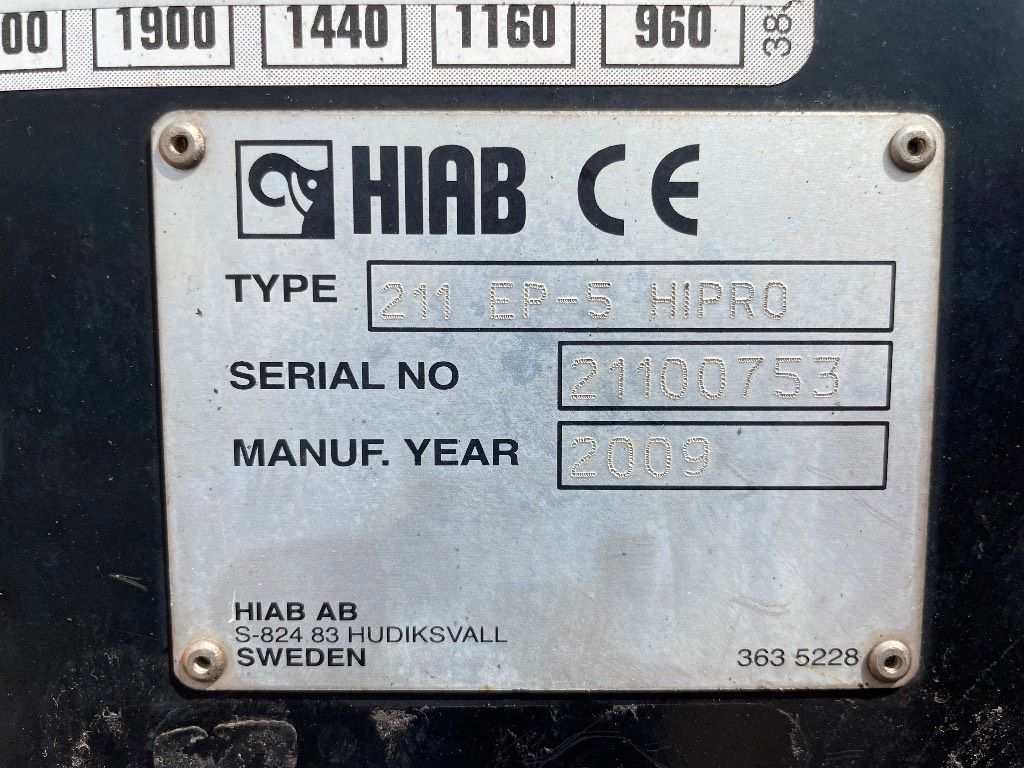 00 1900 1440 1160 960
HIAB CE
TYPE 211 EP-5 HIPRO
SERIAL NO 21100753
MANUF. YEAR 2009
HIAB AB
S-824 83 HUDIKSVALL
SWEDEN 363 5228